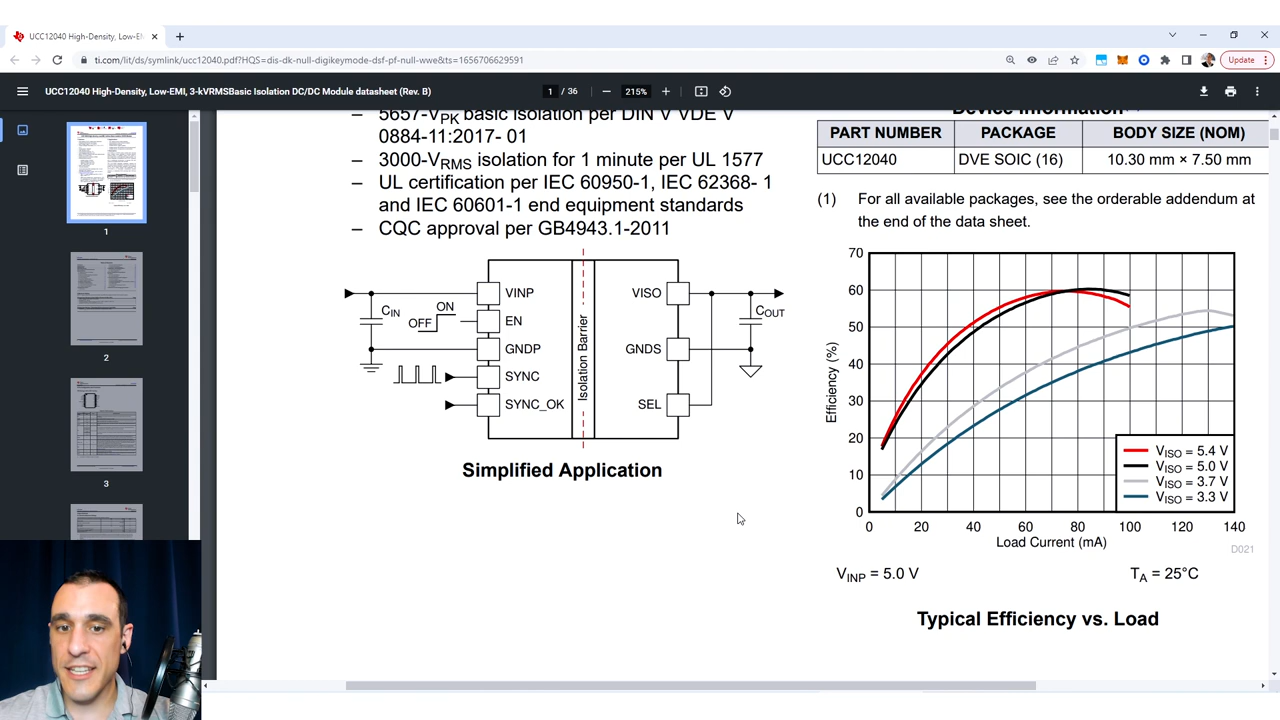 UCC12040 High-Density, Low-EM
ti.com/lit/ds/symlink/ucc12040.pdf?HQS=dis-dk-null-digikeymode-dsf-pf-null-wwe&ts=1656706629591
Update
UCC12040 High-Density, Low-EMI, 3-kVRMSBasic Isolation DC/DC Module datasheet (Rev. B)
1 / 36
215%
1
2
3
– 5657-VPK basic isolation per DIN V VDE V
0884-11:2017- 01
– 3000-VRMS isolation for 1 minute per UL 1577
– UL certification per IEC 60950-1, IEC 62368- 1
and IEC 60601-1 end equipment standards
– CQC approval per GB4943.1-2011
VINP
EN
GNDP
SYNC
SYNC_OK
CIN
ON
OFF
Isolation Barrier
VISO
GNDS
SEL
COUT
Simplified Application
Device Information
PART NUMBER PACKAGE BODY SIZE (NOM)
UCC12040 DVE SOIC (16) 10.30 mm × 7.50 mm
(1) For all available packages, see the orderable addendum at
the end of the data sheet.
70
60
50
40
30
20
10
0
Efficiency (%)
VISO = 5.4 V
VISO = 5.0 V
VISO = 3.7 V
VISO = 3.3 V
0 20 40 60 80 100 120 140
Load Current (mA)
D021
VINP = 5.0 V TA = 25°C
Typical Efficiency vs. Load